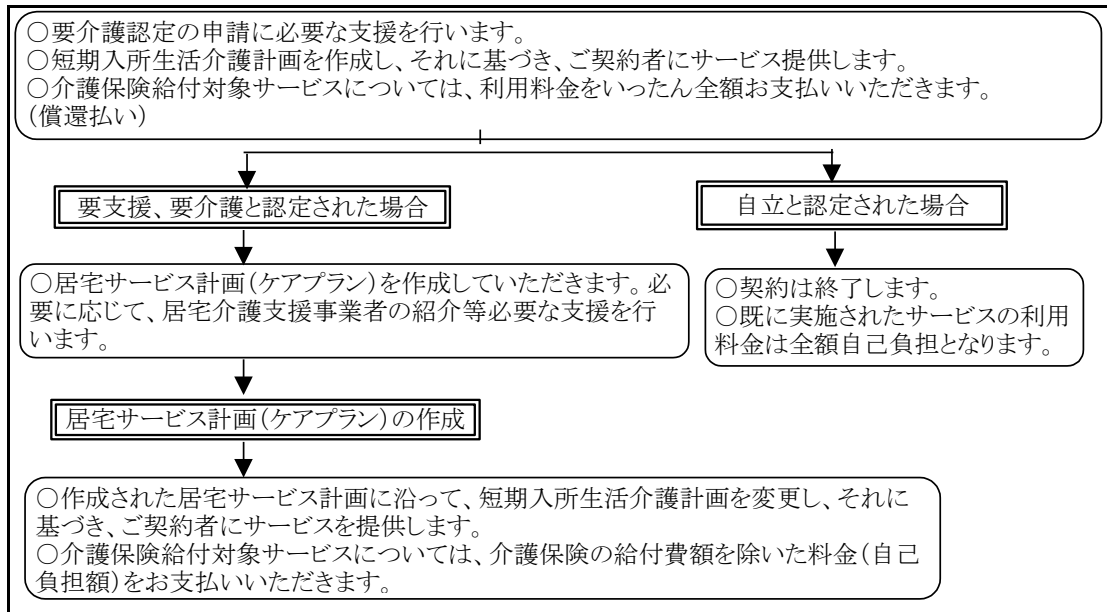 ○要介護認定の申請に必要な支援を行います。
○短期入所生活介護計画を作成し、それに基づき、ご契約者にサービス提供します。
○介護保険給付対象サービスについては、利用料金をいったん全額お支払いいただきます。
(償還払い)
要支援、要介護と認定された場合
自立と認定された場合
○居宅サービス計画(ケアプラン)を作成していただきます。必
要に応じて、居宅介護支援事業者の紹介等必要な支援を行
います。
○契約は終了します。
○既に実施されたサービスの利用
料金は全額自己負担となります。
居宅サービス計画(ケアプラン)の作成
○作成された居宅サービス計画に沿って、短期入所生活介護計画を変更し、それに
基づき、ご契約者にサービスを提供します。
○介護保険給付対象サービスについては、介護保険の給付費額を除いた料金(自己
負担額)をお支払いいただきます。